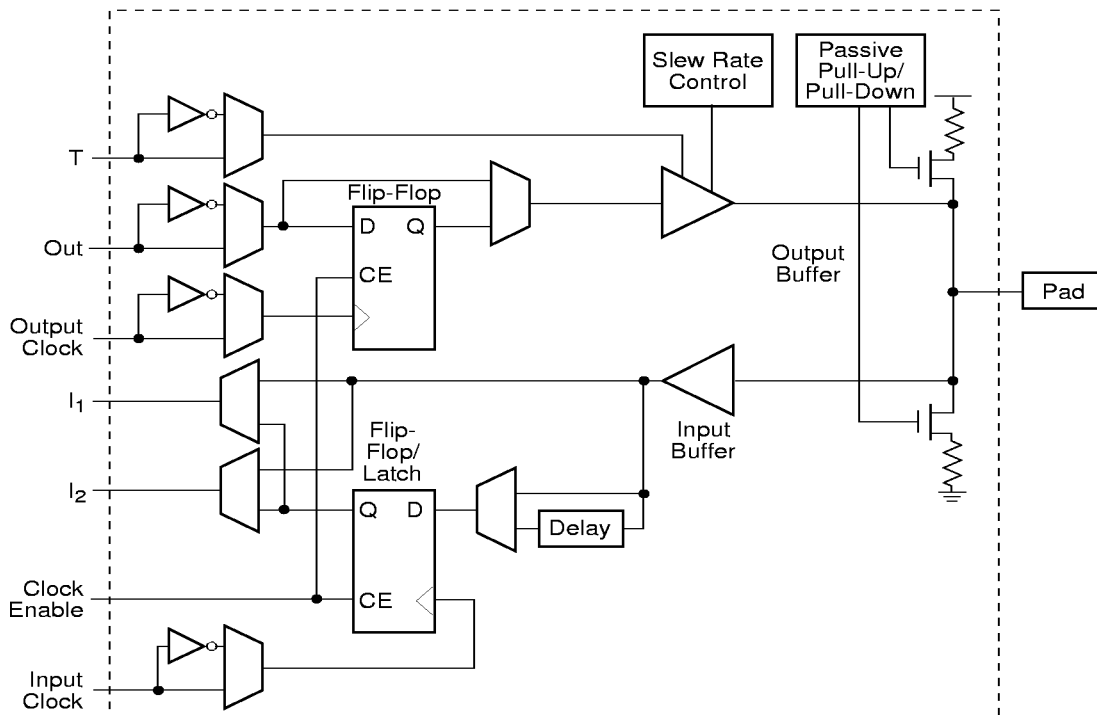 Slew Rate
Control
Passive
Pull-Up/
Pull-Down
T
Flip-Flop
D Q
Out
CE
Output
Buffer
Pad
Output
Clock
I1
Flip-
Flop/
Latch
Input
Buffer
I2
Q D
Delay
Clock
Enable
CE
Input
Clock